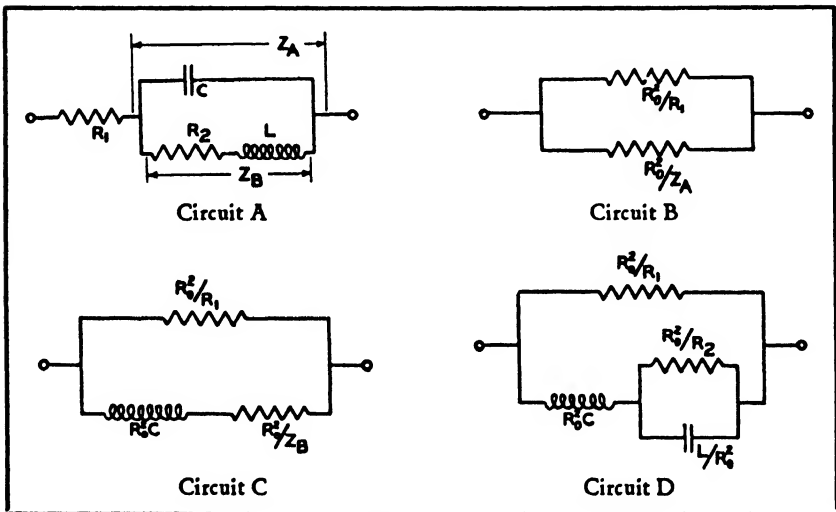 Z_A
C
R₁
R₂ L
Z_B
Circuit A
R₀²/R₁
R₀²/Z_A
Circuit B
R₀²/R₁
R₀²C
R₀²/Z_B
Circuit C
R₀²/R₁
R₀²/R₂
R₀²C
L/R₀²
Circuit D